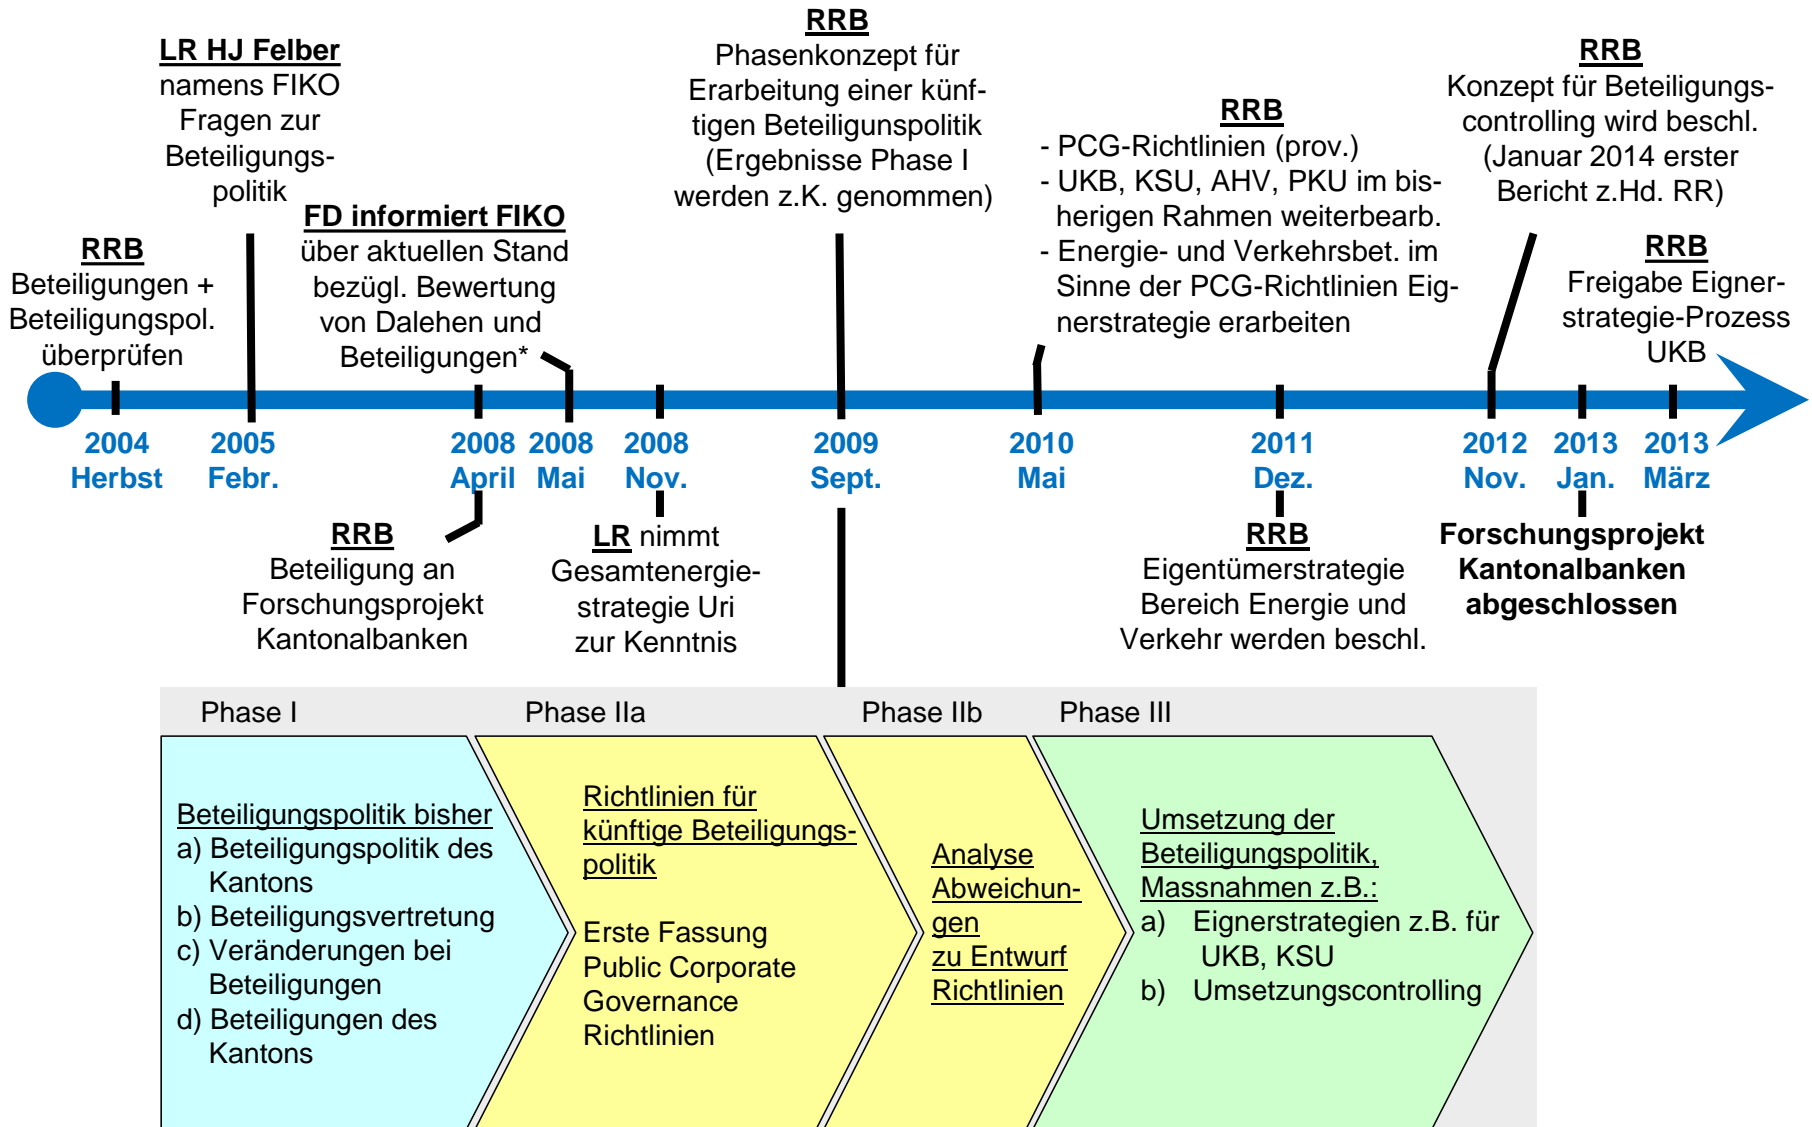 RRB
Beteiligungen +
Beteiligungspol.
überprüfen
LR HJ Felber
namens FIKO
Fragen zur
Beteiligungs-
politik
FD informiert FIKO
über aktuellen Stand
bezügl. Bewertung
von Dalehen und
Beteiligungen*
RRB
Phasenkonzept für
Erarbeitung einer künf-
tigen Beteiligunspolitik
(Ergebnisse Phase I
werden z.K. genommen)
RRB
- PCG-Richtlinien (prov.)
- UKB, KSU, AHV, PKU im bis-
herigen Rahmen weiterbearb.
- Energie- und Verkehrsbet. im
Sinne der PCG-Richtlinien Eig-
nerstrategie erarbeiten
RRB
Konzept für Beteiligungs-
controlling wird beschl.
(Januar 2014 erster
Bericht z.Hd. RR)
RRB
Freigabe Eigner-
strategie-Prozess
UKB
2004
Herbst
2005
Febr.
2008
April
2008
Mai
2008
Nov.
2009
Sept.
2010
Mai
2011
Dez.
2012
Nov.
2013
Jan.
2013
März
RRB
Beteiligung an
Forschungsprojekt
Kantonalbanken
LR nimmt
Gesamtenergie-
strategie Uri
zur Kenntnis
RRB
Eigentümerstrategie
Bereich Energie und
Verkehr werden beschl.
Forschungsprojekt
Kantonalbanken
abgeschlossen
Phase I
Phase IIa
Phase IIb
Phase III
Beteiligungspolitik bisher
a) Beteiligungspolitik des
Kantons
b) Beteiligungsvertretung
c) Veränderungen bei
Beteiligungen
d) Beteiligungen des
Kantons
Richtlinien für
künftige Beteiligungs-
politik
Erste Fassung
Public Corporate
Governance
Richtlinien
Analyse
Abweichun-
gen
zu Entwurf
Richtlinien
Umsetzung der
Beteiligungspolitik,
Massnahmen z.B.:
a) Eignerstrategien z.B. für
UKB, KSU
b) Umsetzungscontrolling